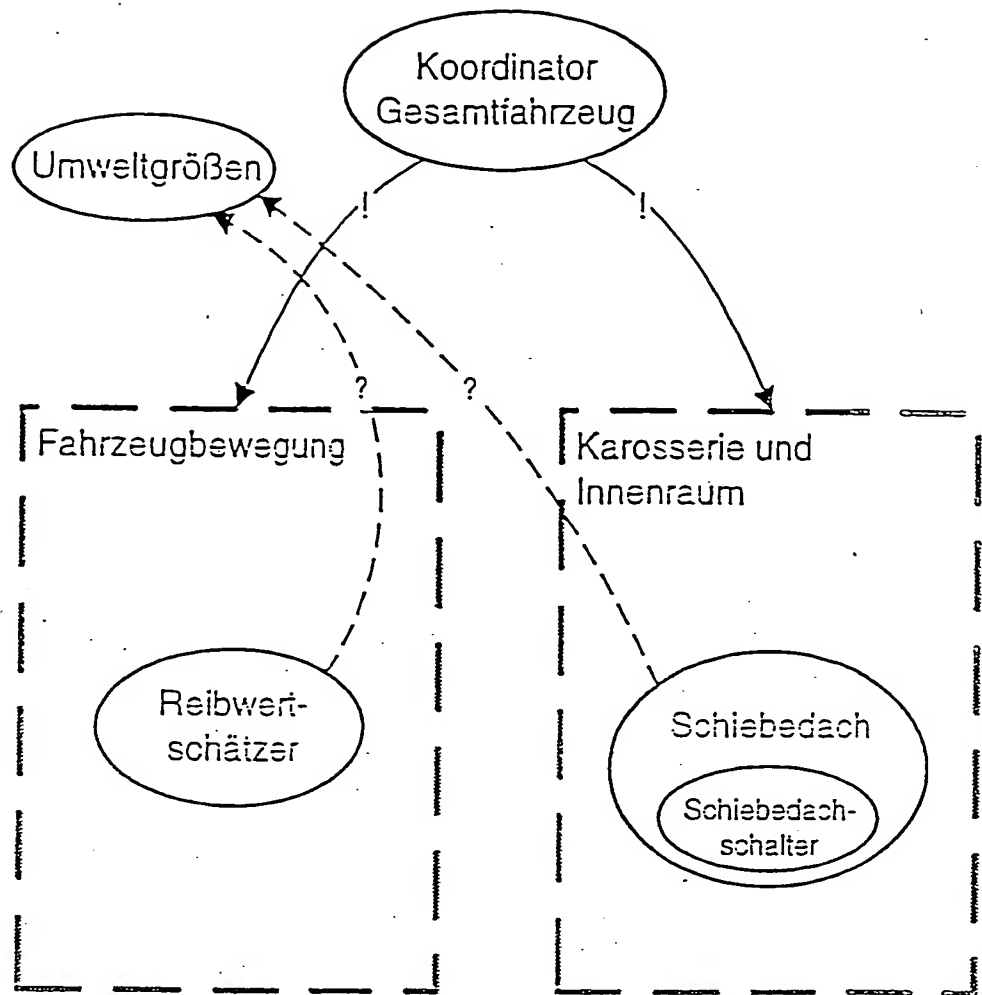 Koordinator
Gesamtfahrzeug
Umweltgrößen
!
!
?
?
Fahrzeugbewegung
Karosserie und
Innenraum
Reibwert-
schätzer
Schiebedach
Schiebedach-
schalter